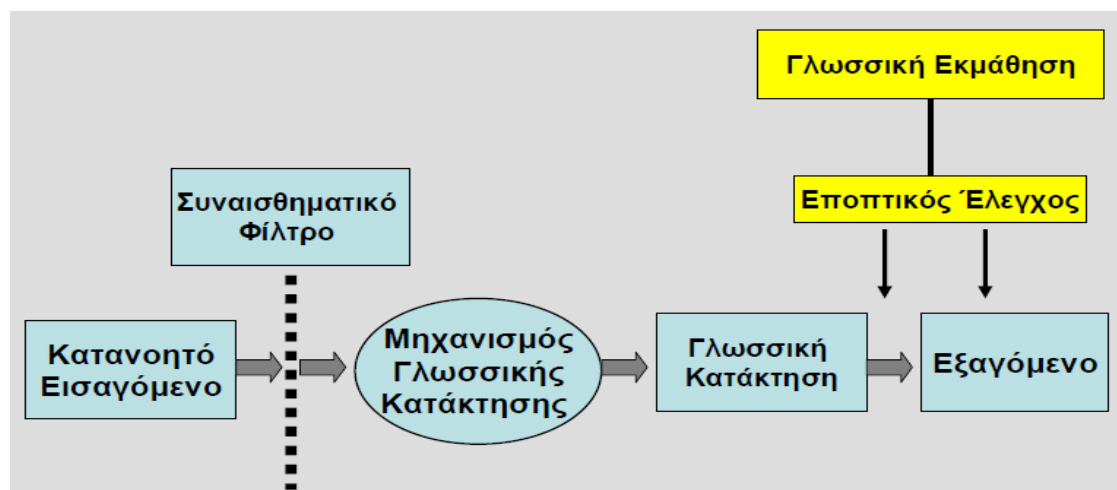 Γλωσσική Εκμάθηση
Εποπτικός Έλεγχος
Συναισθηματικό
Φίλτρο
Κατανοητό
Εισαγόμενο
Μηχανισμός
Γλωσσικής
Κατάκτησης
Γλωσσική
Κατάκτηση
Εξαγόμενο